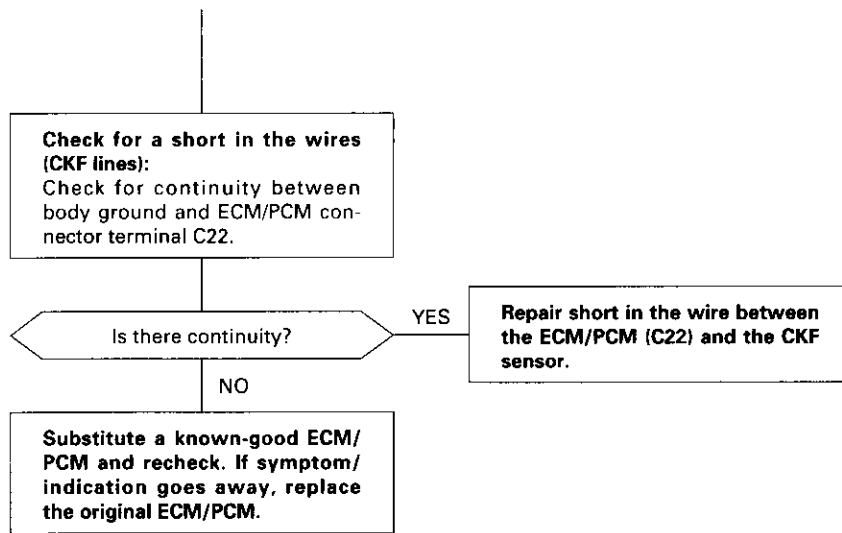 Check for a short in the wires
(CKF lines):
Check for continuity between
body ground and ECM/PCM con-
nector terminal C22.
Is there continuity?
YES
Repair short in the wire between
the ECM/PCM (C22) and the CKF
sensor.
NO
Substitute a known-good ECM/
PCM and recheck. If symptom/
indication goes away, replace
the original ECM/PCM.